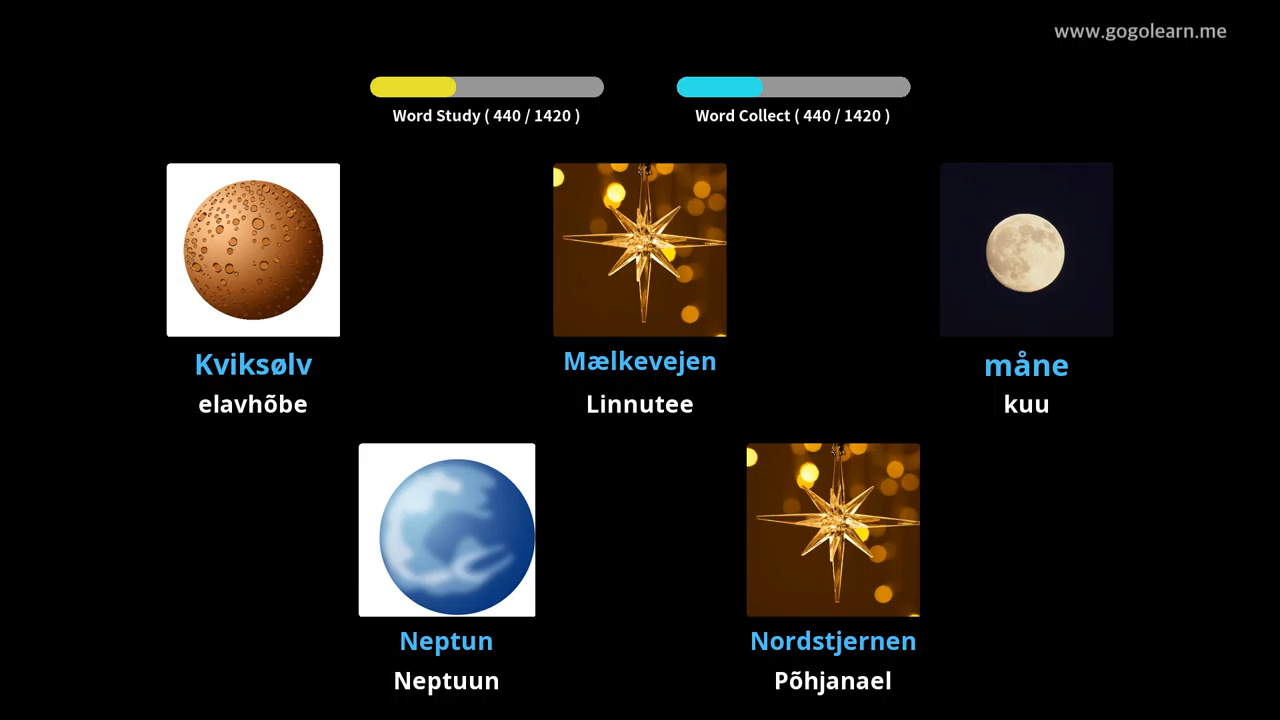 www.gogolearn.me
Word Study ( 440 / 1420 )
Word Collect ( 440 / 1420 )
Kviksølv
elavhõbe
Mælkevejen
Linnutee
måne
kuu
Neptun
Neptuun
Nordstjernen
Põhjanael